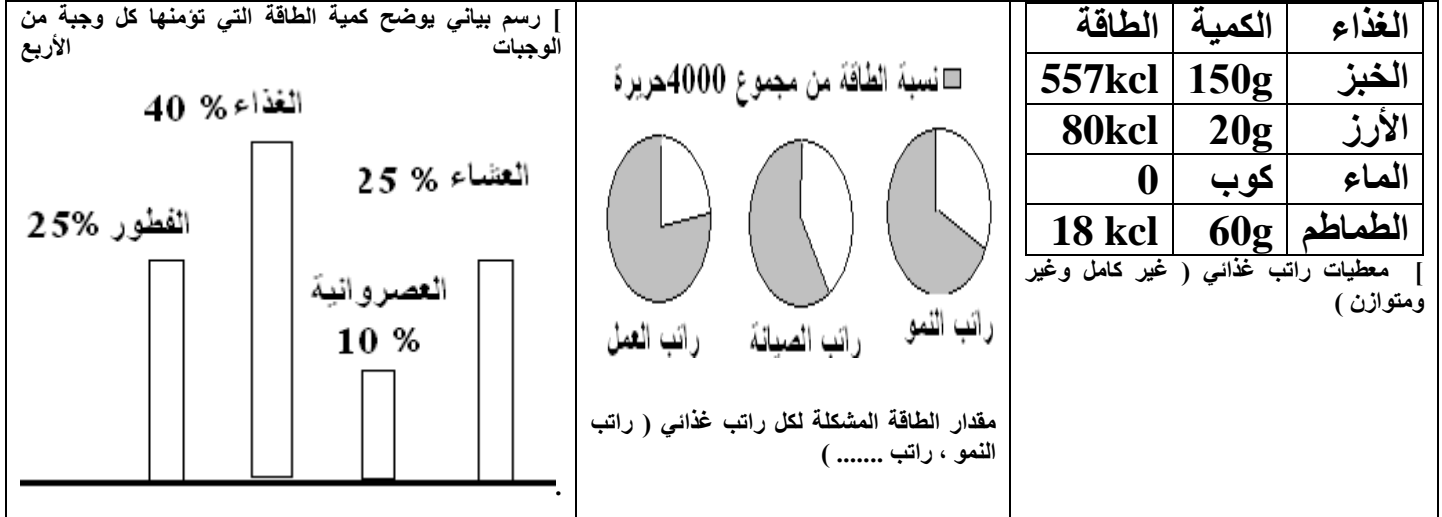 الغذاء الكمية الطاقة
الخبز 150g 557kcl
الأرز 20g 80kcl
الماء كوب 0
الطماطم 60g 18 kcl
] معطيات راتب غذائي ( غير كامل وغير
ومتوازن )
نسبة الطاقة من مجموع 4000حريرة
راتب النمو
راتب الصيانة
راتب العمل
مقدار الطاقة المشكلة لكل راتب غذائي ( راتب
النمو ، راتب ....... )
] رسم بياني يوضح كمية الطاقة التي تؤمنها كل وجبة من
الوجبات الأربع
الغذاء % 40
العشاء % 25
الفطور %25
العصروانية
10 %
.